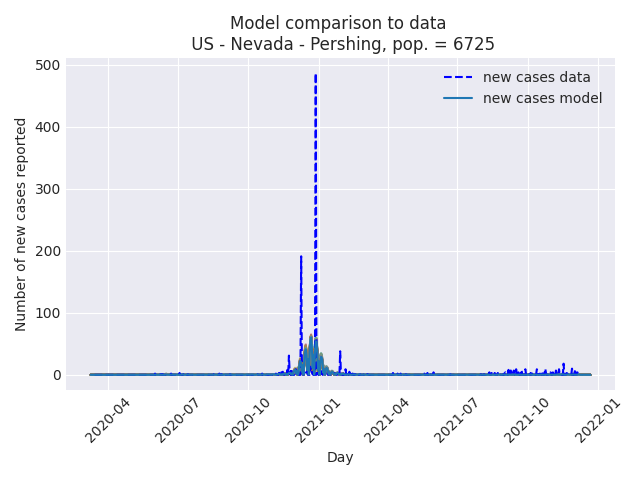 Model comparison to data
US - Nevada - Pershing, pop. = 6725
new cases data
new cases model
Number of new cases reported
500
400
300
200
100
0
2020-04
2020-07
2020-10
2021-01
2021-04
2021-07
2021-10
2022-01
Day